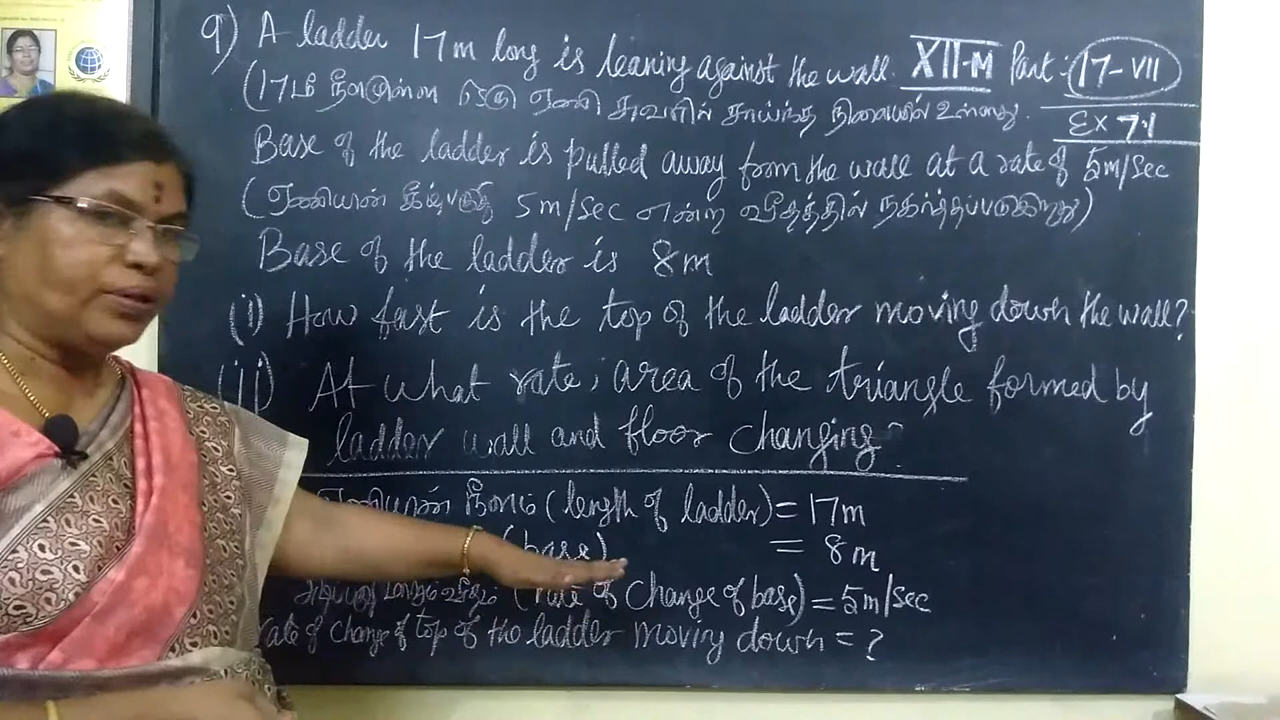 9) A ladder 17m long is leaning against the wall. XII-M Part: 17-VII
(17மீ நீளமுள்ள ஒரு ஏணி சுவரில் சாய்ந்த நிலையில் உள்ளது.
Ex 7.1
Base of the ladder is pulled away from the wall at a rate of 5m/sec
(ஏணியின் கீழ்பகுதி 5m/sec என்ற வீதத்தில் நகர்த்தப்படுகிறது)
Base of the ladder is 8m
(i) How fast is the top of the ladder moving down the wall?
(ii) At what rate, area of the triangle formed by
ladder wall and floor changing?
ஏணியின் நீளம் (length of ladder) = 17m
(base) = 8m
(rate of change of base) = 5m/sec
rate of change of top of the ladder moving down = ?